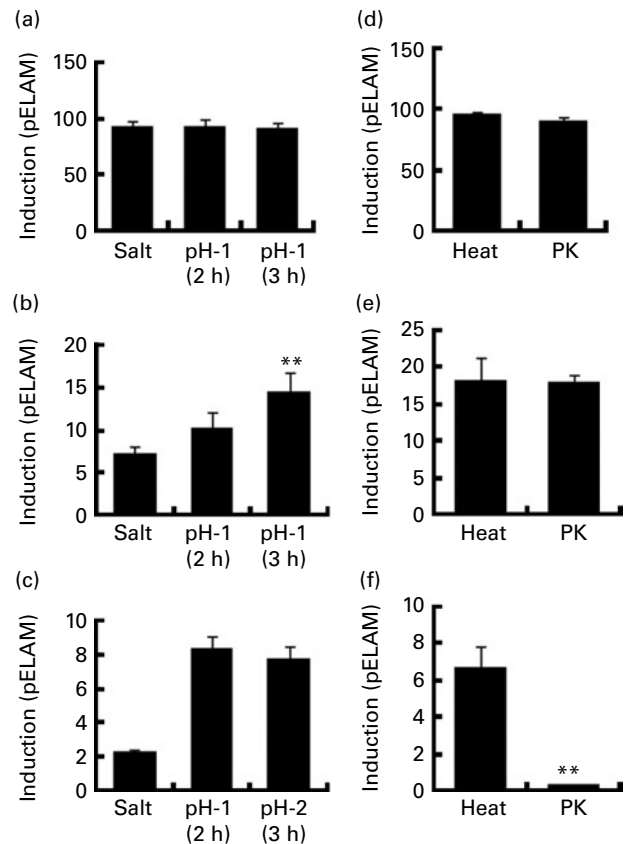 (a)
Induction (pELAM)
150
100
50
0
Salt pH-1 pH-1
(2 h) (3 h)
(d)
Induction (pELAM)
150
100
50
0
Heat PK
(b)
Induction (pELAM)
20
15
10
5
0
**
Salt pH-1 pH-1
(2 h) (3 h)
(e)
Induction (pELAM)
25
20
15
10
5
0
Heat PK
(c)
Induction (pELAM)
8
6
4
2
0
Salt pH-1 pH-2
(2 h) (3 h)
(f)
Induction (pELAM)
8
6
4
2
0
**
Heat PK